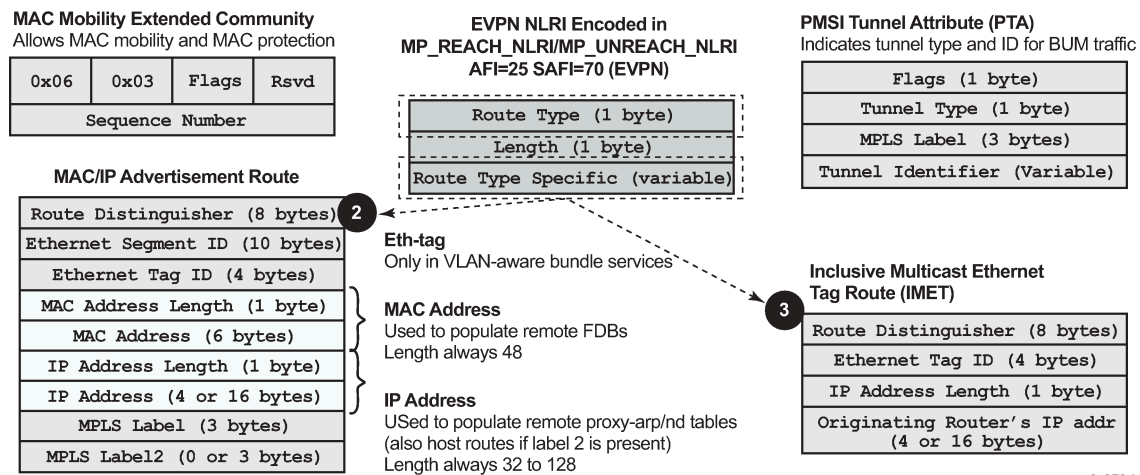 MAC Mobility Extended Community
Allows MAC mobility and MAC protection
0x06 0x03 Flags Rsvd
Sequence Number
EVPN NLRI Encoded in
MP_REACH_NLRI/MP_UNREACH_NLRI
AFI=25 SAFI=70 (EVPN)
Route Type (1 byte)
Length (1 byte)
Route Type Specific (variable)
PMSI Tunnel Attribute (PTA)
Indicates tunnel type and ID for BUM traffic
Flags (1 byte)
Tunnel Type (1 byte)
MPLS Label (3 bytes)
Tunnel Identifier (Variable)
MAC/IP Advertisement Route
2
Route Distinguisher (8 bytes)
Ethernet Segment ID (10 bytes)
Ethernet Tag ID (4 bytes)
MAC Address Length (1 byte)
MAC Address (6 bytes)
IP Address Length (1 byte)
IP Address (4 or 16 bytes)
MPLS Label (3 bytes)
MPLS Label2 (0 or 3 bytes)
Eth-tag
Only in VLAN-aware bundle services
MAC Address
Used to populate remote FDBs
Length always 48
IP Address
USed to populate remote proxy-arp/nd tables
(also host routes if label 2 is present)
Length always 32 to 128
Inclusive Multicast Ethernet
Tag Route (IMET)
3
Route Distinguisher (8 bytes)
Ethernet Tag ID (4 bytes)
IP Address Length (1 byte)
Originating Router's IP addr
(4 or 16 bytes)